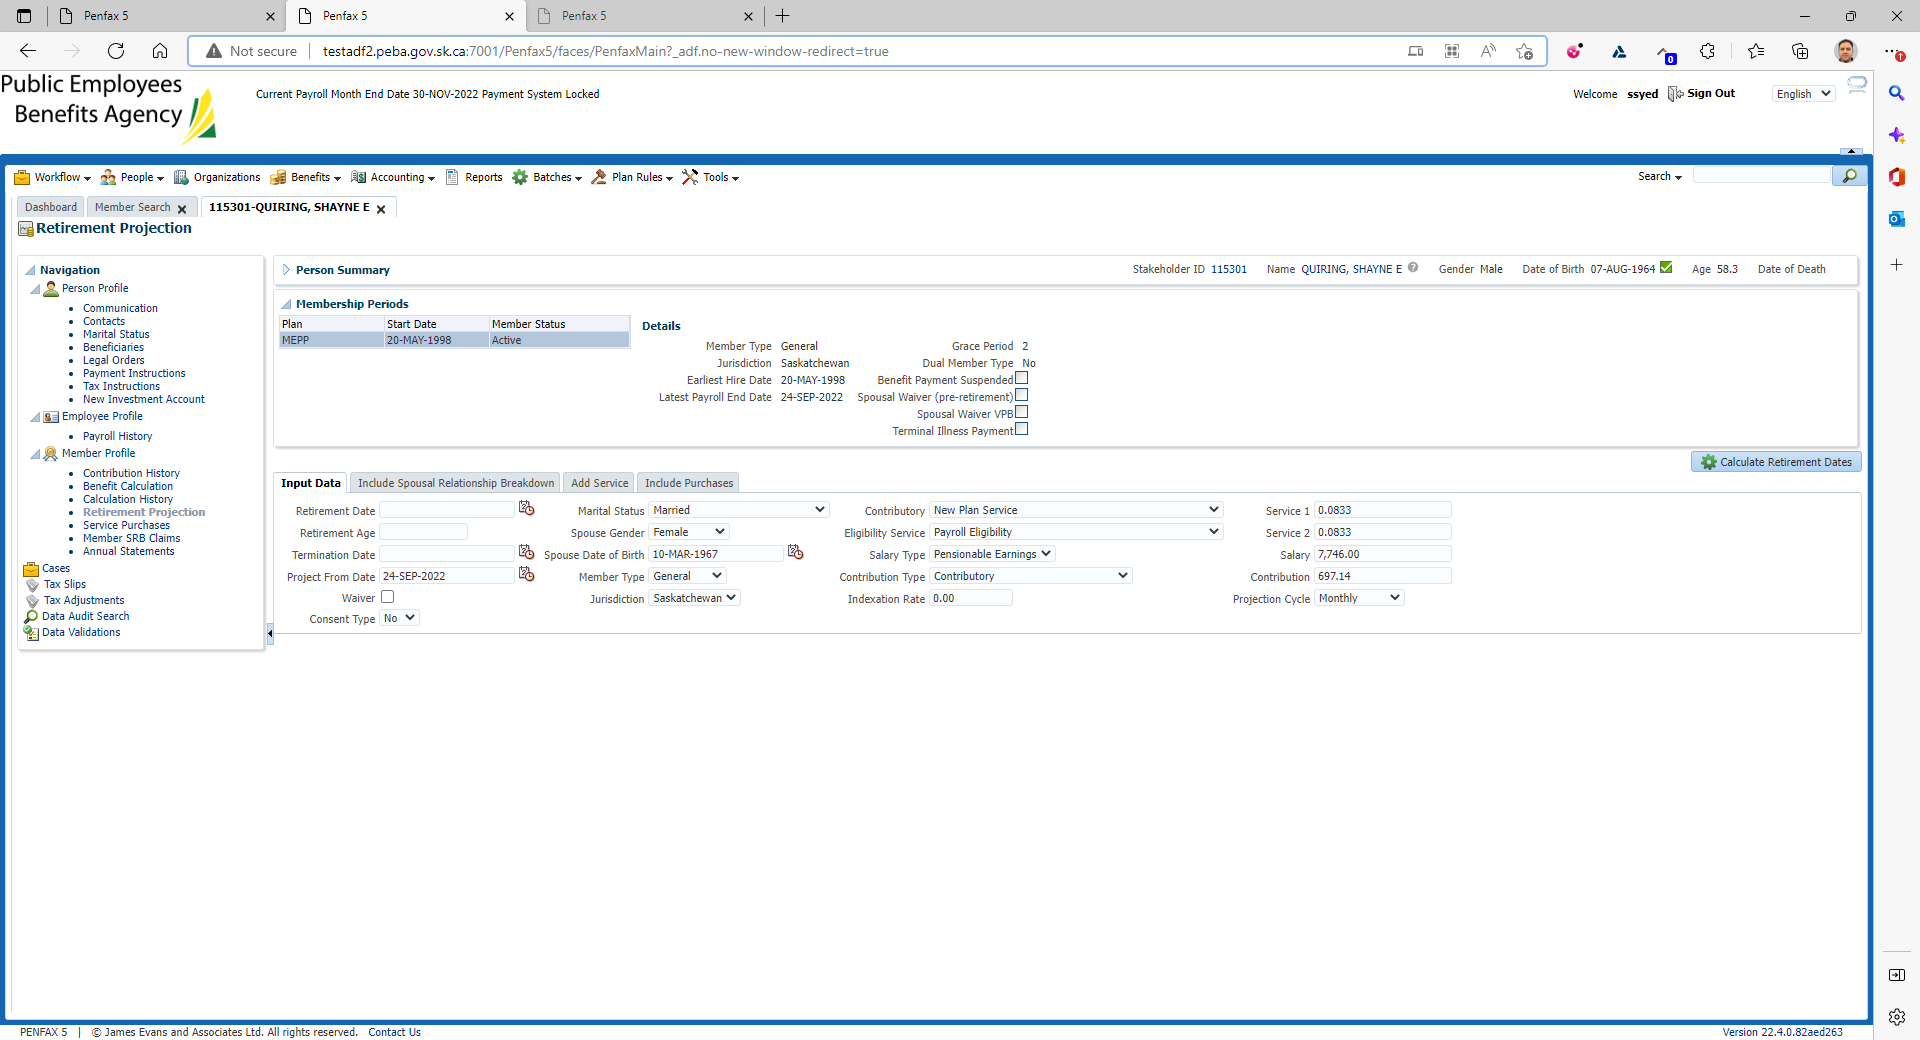 Penfax 5
Penfax 5
Penfax 5
Not secure
testadf2.peba.gov.sk.ca:7001/Penfax5/faces/PenfaxMain?_adf.no-new-window-redirect=true
0
1
Public Employees
Benefits Agency
Current Payroll Month End Date 30-NOV-2022 Payment System Locked
Welcome ssyed Sign Out
English
Workflow People Organizations Benefits Accounting Reports Batches Plan Rules Tools
Search
Dashboard Member Search 115301-QUIRING, SHAYNE E
Retirement Projection
Navigation
Person Profile
Communication
Contacts
Marital Status
Beneficiaries
Legal Orders
Payment Instructions
Tax Instructions
New Investment Account
Employee Profile
Payroll History
Member Profile
Contribution History
Benefit Calculation
Calculation History
Retirement Projection
Service Purchases
Member SRB Claims
Annual Statements
Cases
Tax Slips
Tax Adjustments
Data Audit Search
Data Validations
Person Summary
Stakeholder ID 115301 Name QUIRING, SHAYNE E Gender Male Date of Birth 07-AUG-1964 Age 58.3 Date of Death
Membership Periods
Plan Start Date Member Status
MEPP 20-MAY-1998 Active
Details
Member Type General Grace Period 2
Jurisdiction Saskatchewan Dual Member Type No
Earliest Hire Date 20-MAY-1998 Benefit Payment Suspended
Latest Payroll End Date 24-SEP-2022 Spousal Waiver (pre-retirement)
Spousal Waiver VPB
Terminal Illness Payment
Calculate Retirement Dates
Input Data Include Spousal Relationship Breakdown Add Service Include Purchases
Retirement Date Marital Status Married Contributory New Plan Service Service 1 0.0833
Retirement Age Spouse Gender Female Eligibility Service Payroll Eligibility Service 2 0.0833
Termination Date Spouse Date of Birth 10-MAR-1967 Salary Type Pensionable Earnings Salary 7,746.00
Project From Date 24-SEP-2022 Member Type General Contribution Type Contributory Contribution 697.14
Waiver Jurisdiction Saskatchewan Indexation Rate 0.00 Projection Cycle Monthly
Consent Type No
PENFAX 5 | © James Evans and Associates Ltd. All rights reserved. Contact Us
Version 22.4.0.82aed263